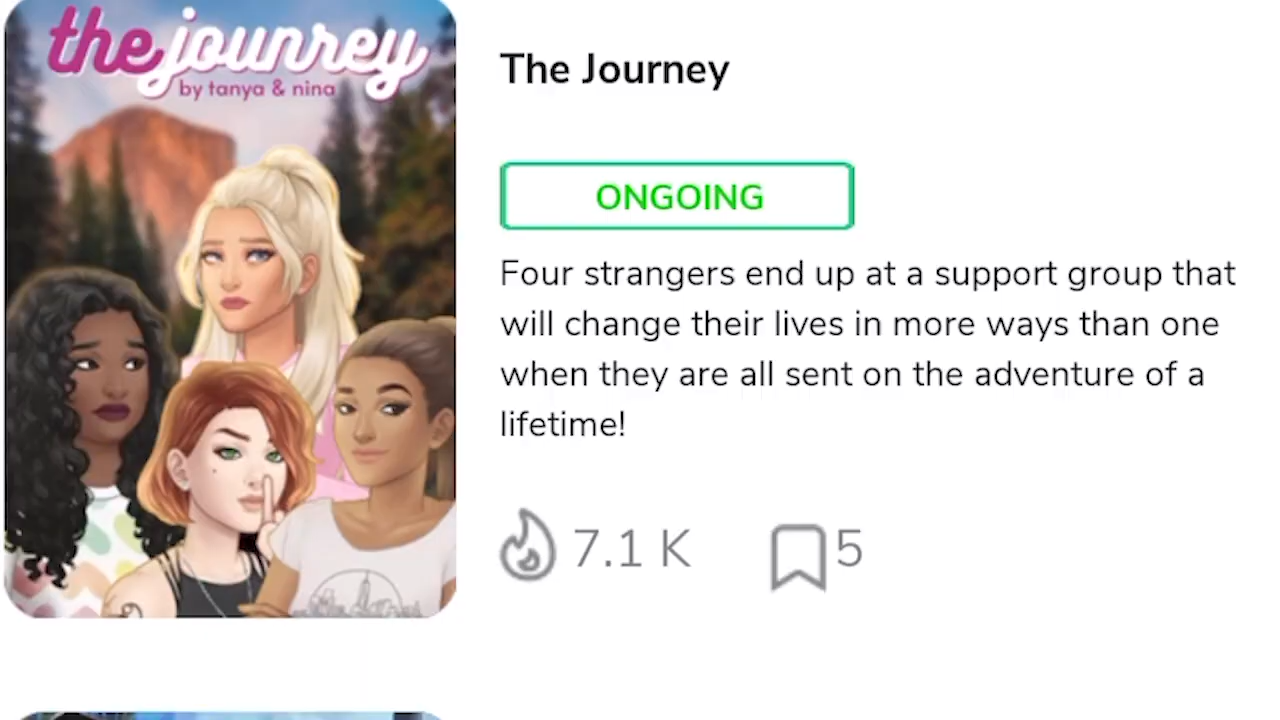 the jounrey
by tanya & nina
The Journey
ONGOING
Four strangers end up at a support group that
will change their lives in more ways than one
when they are all sent on the adventure of a
lifetime!
7.1 K
5